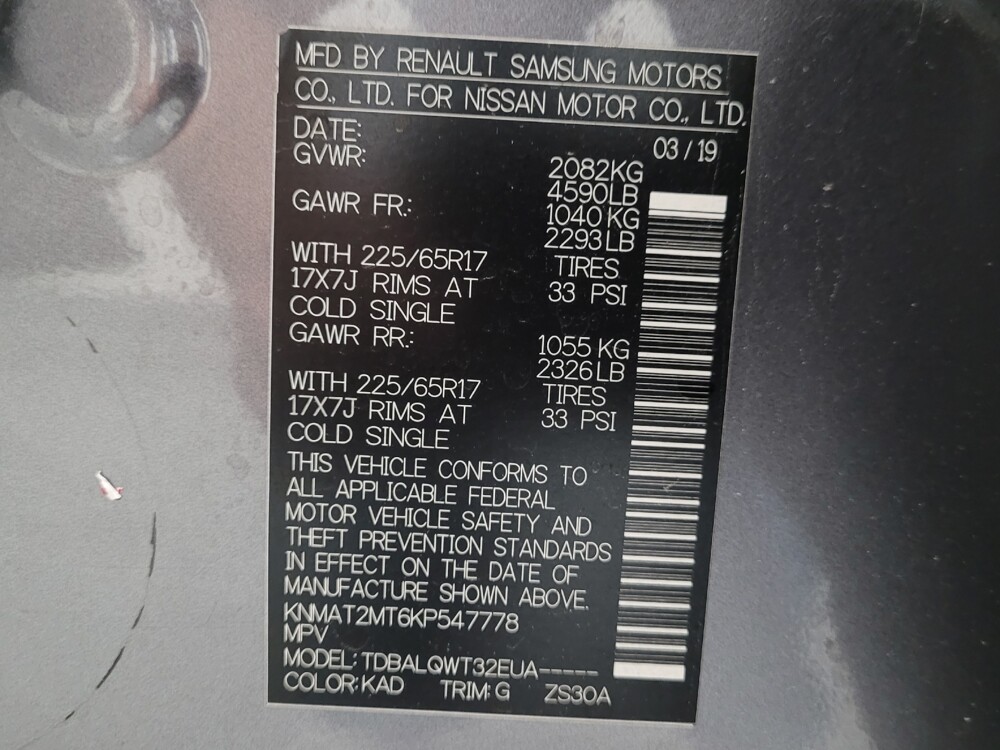 MFD BY RENAULT SAMSUNG MOTORS
CO., LTD. FOR NISSAN MOTOR CO., LTD.
DATE: 03 / 19
GVWR: 2082KG
4590LB
GAWR FR.: 1040 KG
2293LB
WITH 225/65R17 TIRES
17X7J RIMS AT 33 PSI
COLD SINGLE
GAWR RR.: 1055 KG
2326LB
WITH 225/65R17 TIRES
17X7J RIMS AT 33 PSI
COLD SINGLE
THIS VEHICLE CONFORMS TO
ALL APPLICABLE FEDERAL
MOTOR VEHICLE SAFETY AND
THEFT PREVENTION STANDARDS
IN EFFECT ON THE DATE OF
MANUFACTURE SHOWN ABOVE.
KNMAT2MT6KP547778
MPV
MODEL: TDBALQWT32EUA-----
COLOR: KAD TRIM: G ZS30A